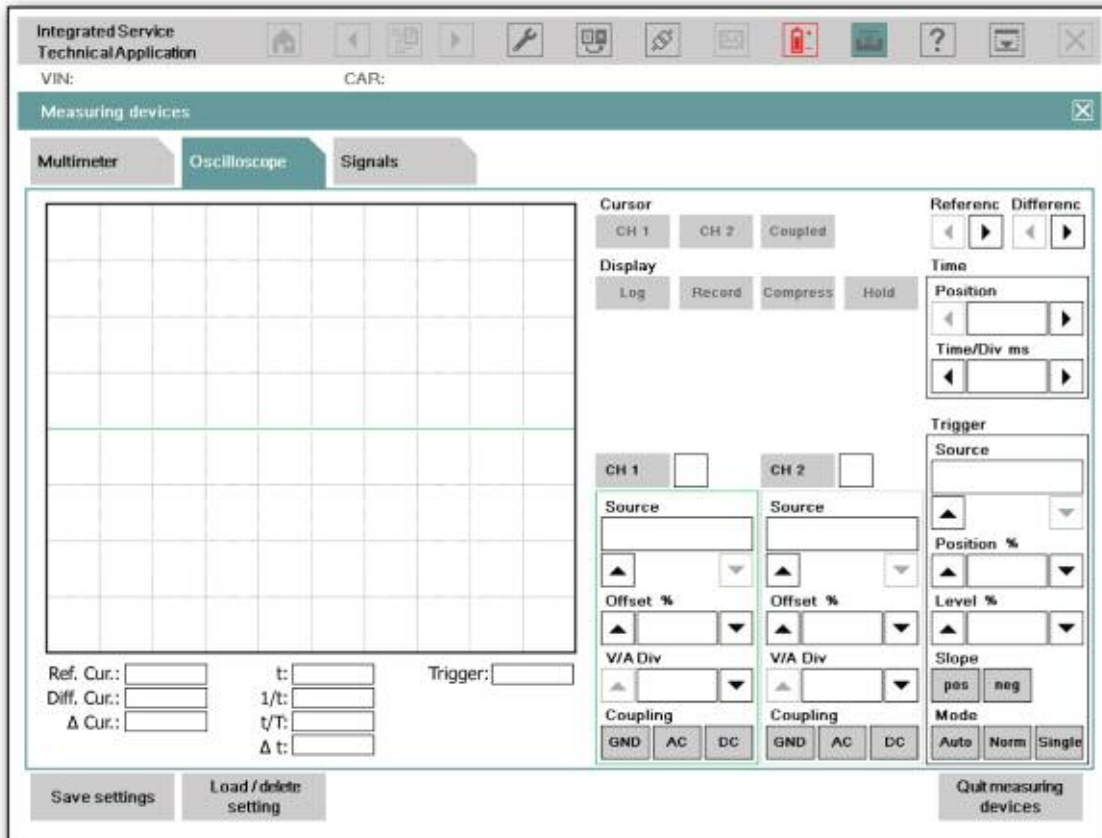 Integrated Service
Technical Application
?
VIN: CAR:
Measuring devices
Multimeter Oscilloscope Signals
Cursor
CH 1 CH 2 Coupled
Referenc Differenc
Display
Log Record Compress Hold
Time
Position
Time/Div ms
Trigger
Source
Position %
Level %
Slope
pos neg
Mode
Auto Norm Single
CH 1
Source
Offset %
V/A Div
Coupling
GND AC DC
CH 2
Source
Offset %
V/A Div
Coupling
GND AC DC
Ref. Cur.: t: Trigger:
Diff. Cur.: 1/t:
Δ Cur.: t/T:
Δ t:
Save settings
Load / delete
setting
Quit measuring
devices